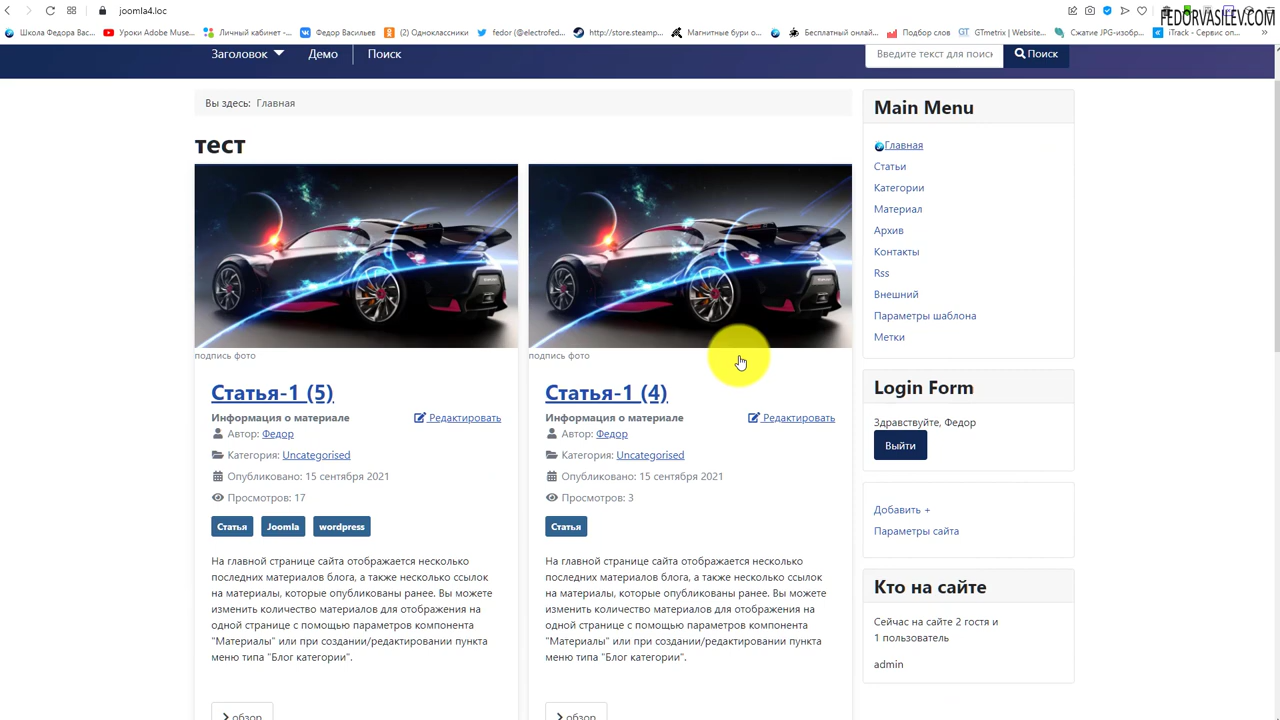 joomla4.loc
FEDORVASILEV.COM
Школа Федора Вас...
Уроки Adobe Muse...
Личный кабинет -...
Федор Васильев
(2) Одноклассники
fedor (@electrofed...
http://store.steamp...
Магнитные бури о...
Бесплатный онлай...
Подбор слов
GTmetrix | Website...
Сжатие JPG-изобр...
iTrack - Сервис оп...
Заголовок
Демо
Поиск
Введите текст для поиск
Поиск
Вы здесь: Главная
тест
подпись фото
Статья-1 (5)
Информация о материале
Редактировать
Автор: Федор
Категория: Uncategorised
Опубликовано: 15 сентября 2021
Просмотров: 17
Статья Joomla wordpress
На главной странице сайта отображается несколько
последних материалов блога, а также несколько ссылок
на материалы, которые опубликованы ранее. Вы можете
изменить количество материалов для отображения на
одной странице с помощью параметров компонента
"Материалы" или при создании/редактировании пункта
меню типа "Блог категории".
обзор
подпись фото
Статья-1 (4)
Информация о материале
Редактировать
Автор: Федор
Категория: Uncategorised
Опубликовано: 15 сентября 2021
Просмотров: 3
Статья
На главной странице сайта отображается несколько
последних материалов блога, а также несколько ссылок
на материалы, которые опубликованы ранее. Вы можете
изменить количество материалов для отображения на
одной странице с помощью параметров компонента
"Материалы" или при создании/редактировании пункта
меню типа "Блог категории".
обзор
Main Menu
Главная
Статьи
Категории
Материал
Архив
Контакты
Rss
Внешний
Параметры шаблона
Метки
Login Form
Здравствуйте, Федор
Выйти
Добавить +
Параметры сайта
Кто на сайте
Сейчас на сайте 2 гостя и
1 пользователь
admin